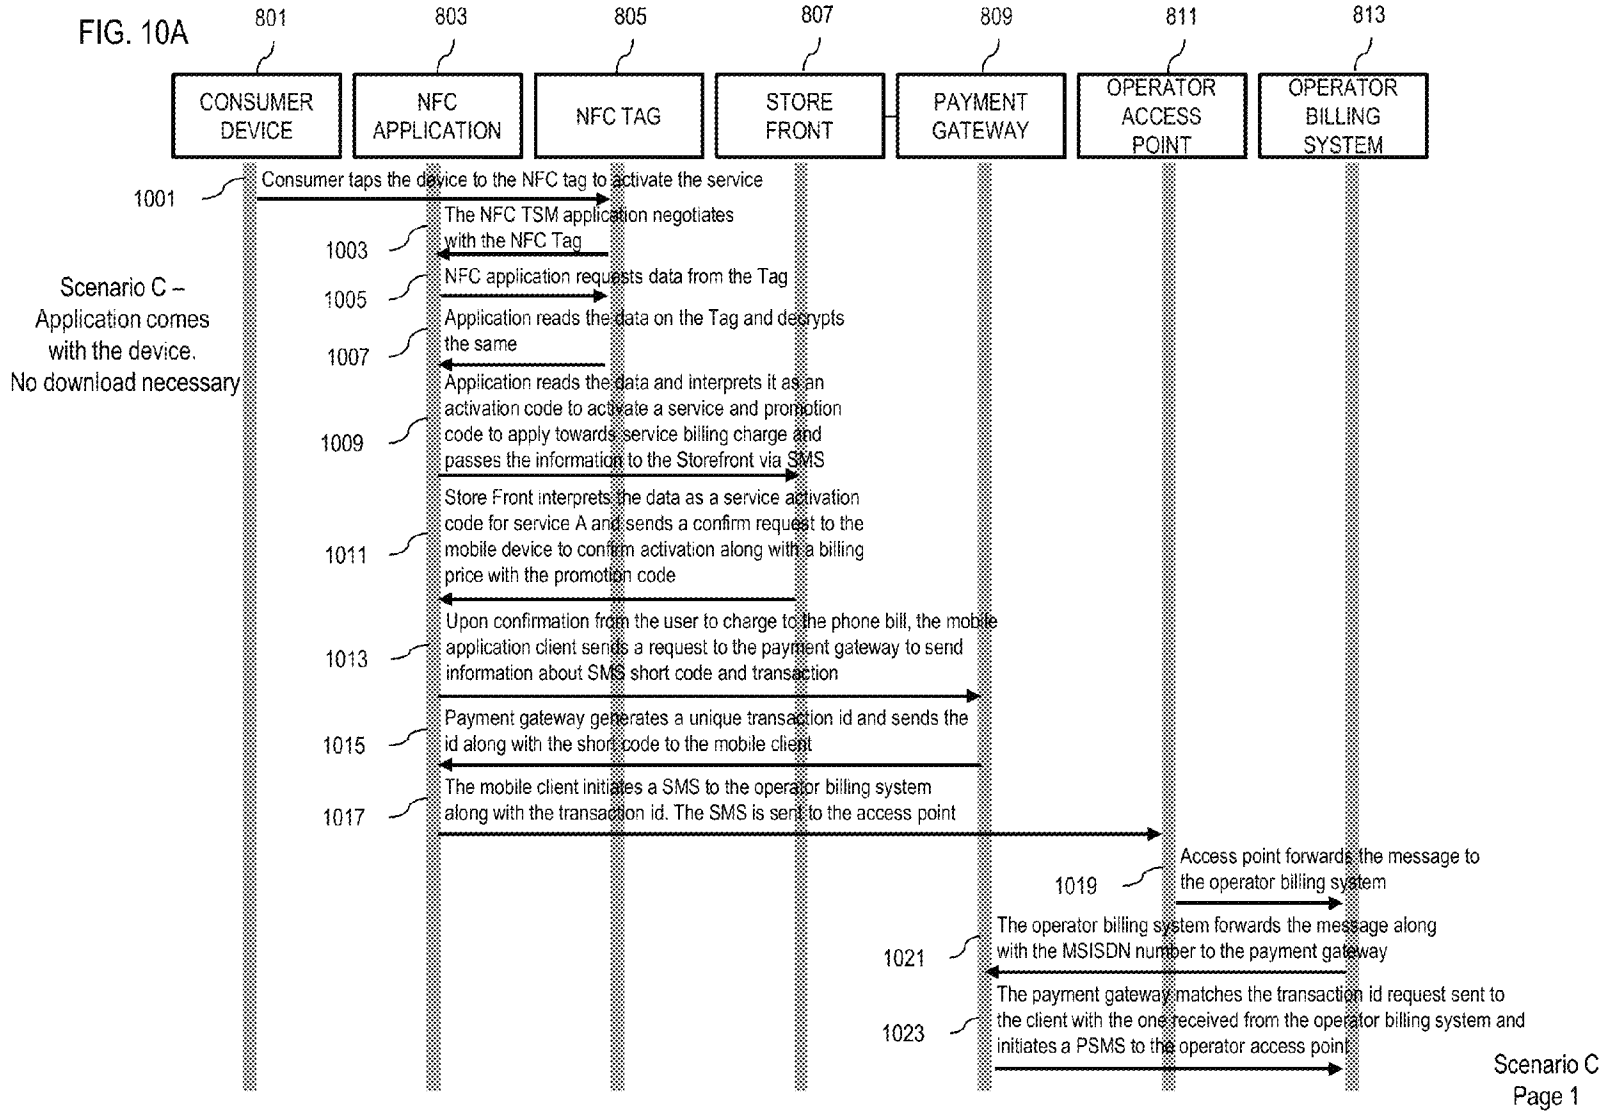 FIG. 10A
801
803
805
807
809
811
813
CONSUMER
DEVICE
NFC
APPLICATION
NFC TAG
STORE
FRONT
PAYMENT
GATEWAY
OPERATOR
ACCESS
POINT
OPERATOR
BILLING
SYSTEM
1001
Consumer taps the device to the NFC tag to activate the service
1003
The NFC TSM application negotiates
with the NFC Tag
1005
NFC application requests data from the Tag
Scenario C –
Application comes
with the device.
No download necessary
1007
Application reads the data on the Tag and decrypts
the same
1009
Application reads the data and interprets it as an
activation code to activate a service and promotion
code to apply towards service billing charge and
passes the information to the Storefront via SMS
1011
Store Front interprets the data as a service activation
code for service A and sends a confirm request to the
mobile device to confirm activation along with a billing
price with the promotion code
1013
Upon confirmation from the user to charge to the phone bill, the mobile
application client sends a request to the payment gateway to send
information about SMS short code and transaction
1015
Payment gateway generates a unique transaction id and sends the
id along with the short code to the mobile client
1017
The mobile client initiates a SMS to the operator billing system
along with the transaction id. The SMS is sent to the access point
1019
Access point forwards the message to
the operator billing system
1021
The operator billing system forwards the message along
with the MSISDN number to the payment gateway
1023
The payment gateway matches the transaction id request sent to
the client with the one received from the operator billing system and
initiates a PSMS to the operator access point
Scenario C
Page 1